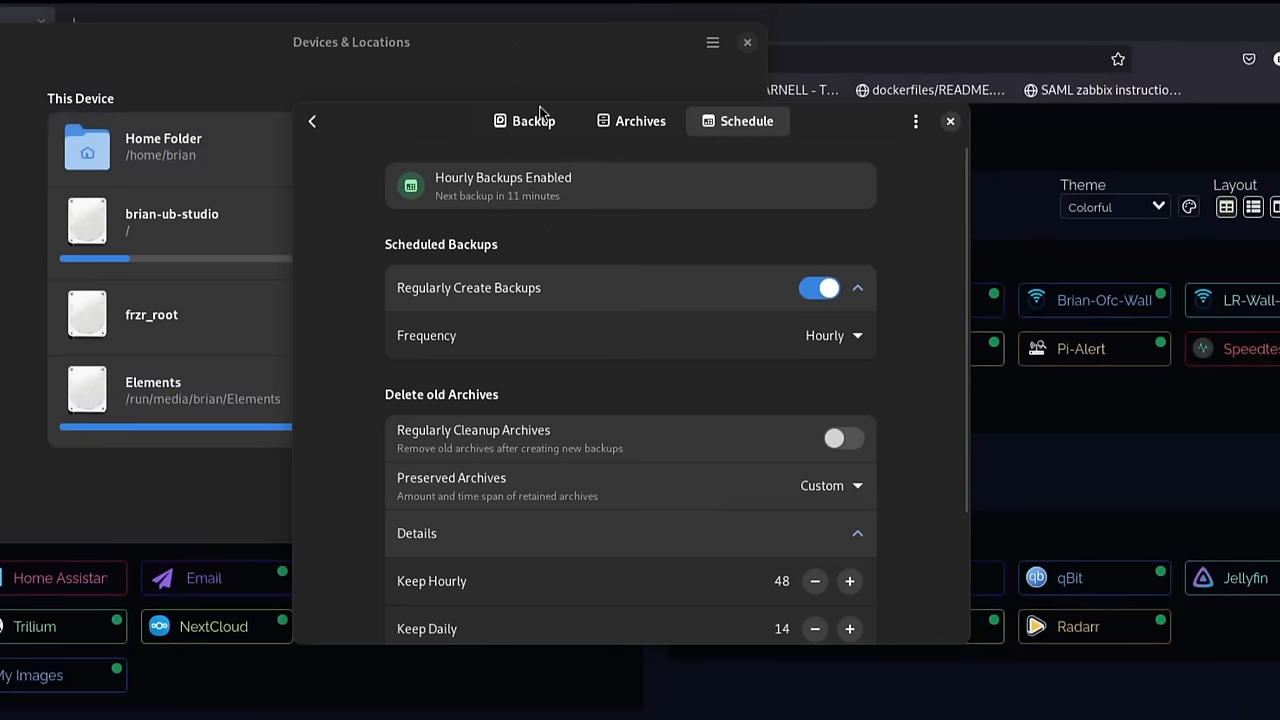 Devices & Locations
ARNELL - T...
dockerfiles/README....
SAML zabbix instructio...
This Device
Home Folder
/home/brian
brian-ub-studio
/
frzr_root
Elements
/run/media/brian/Elements
Backup
Archives
Schedule
Hourly Backups Enabled
Next backup in 11 minutes
Scheduled Backups
Regularly Create Backups
Frequency
Hourly
Delete old Archives
Regularly Cleanup Archives
Remove old archives after creating new backups
Preserved Archives
Amount and time span of retained archives
Custom
Details
Keep Hourly
48
Keep Daily
14
Theme
Colorful
Layout
Brian-Ofc-Wall
LR-Wall-
Pi-Alert
Speedte
Home Assistan
Email
Trilium
NextCloud
My Images
qb
qBit
Jellyfin
Radarr